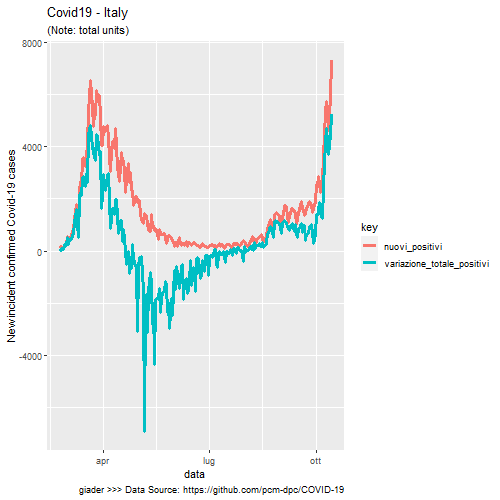 Covid19 - Italy
(Note: total units)
8000
4000
0
-4000
New/incident confirmed Covid-19 cases
apr
lug
ott
data
key
nuovi_positivi
variazione_totale_positivi
giader >>> Data Source: https://github.com/pcm-dpc/COVID-19